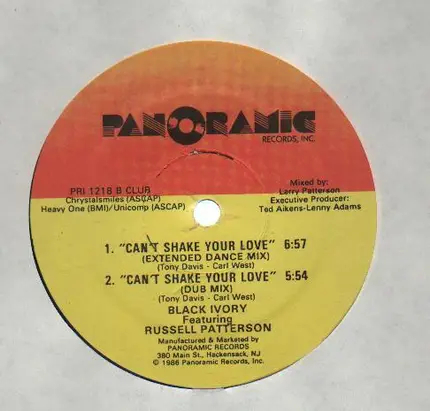 PANORAMIC
RECORDS, INC.
PRI 1218 B CLUB
Chrystalsmiles (ASCAP)
Heavy One (BMI)/Unicomp (ASCAP)
Mixed by:
Larry Patterson
Executive Producer:
Ted Aikens-Lenny Adams
1. "CAN'T SHAKE YOUR LOVE" 6:57
(EXTENDED DANCE MIX)
(Tony Davis - Carl West)
2. "CAN'T SHAKE YOUR LOVE" 5:54
(DUB MIX)
(Tony Davis - Carl West)
BLACK IVORY
Featuring
RUSSELL PATTERSON
Manufactured & Marketed by
PANORAMIC RECORDS
380 Main St., Hackensack, NJ
© 1986 Panoramic Records, Inc.